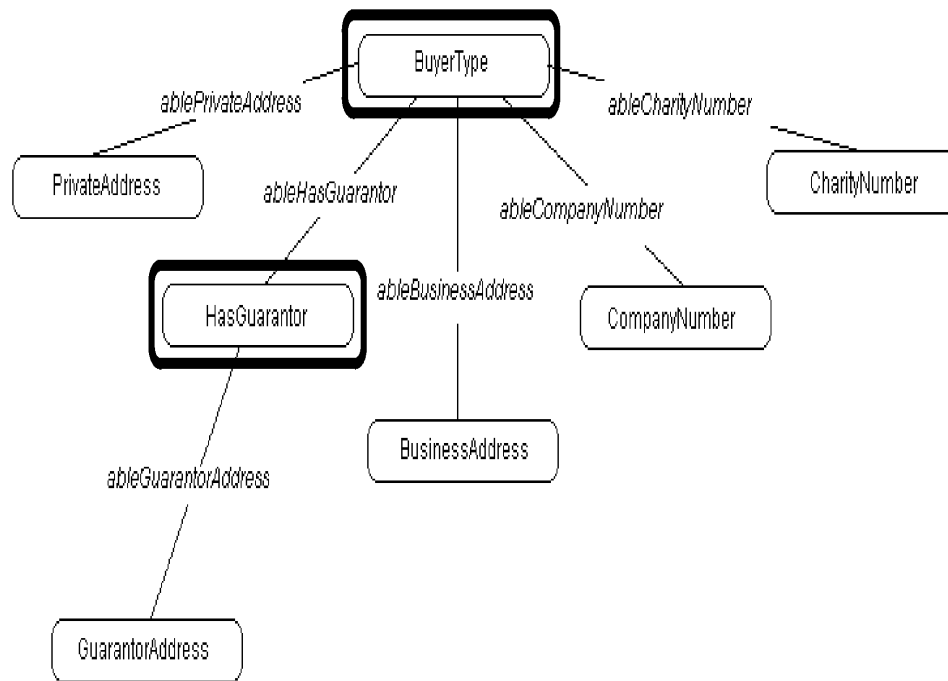 BuyerType
ablePrivateAddress
ableCharityNumber
PrivateAddress
ableHasGuarantor
CharityNumber
ableCompanyNumber
ableBusinessAddress
HasGuarantor
CompanyNumber
BusinessAddress
ableGuarantorAddress
GuarantorAddress